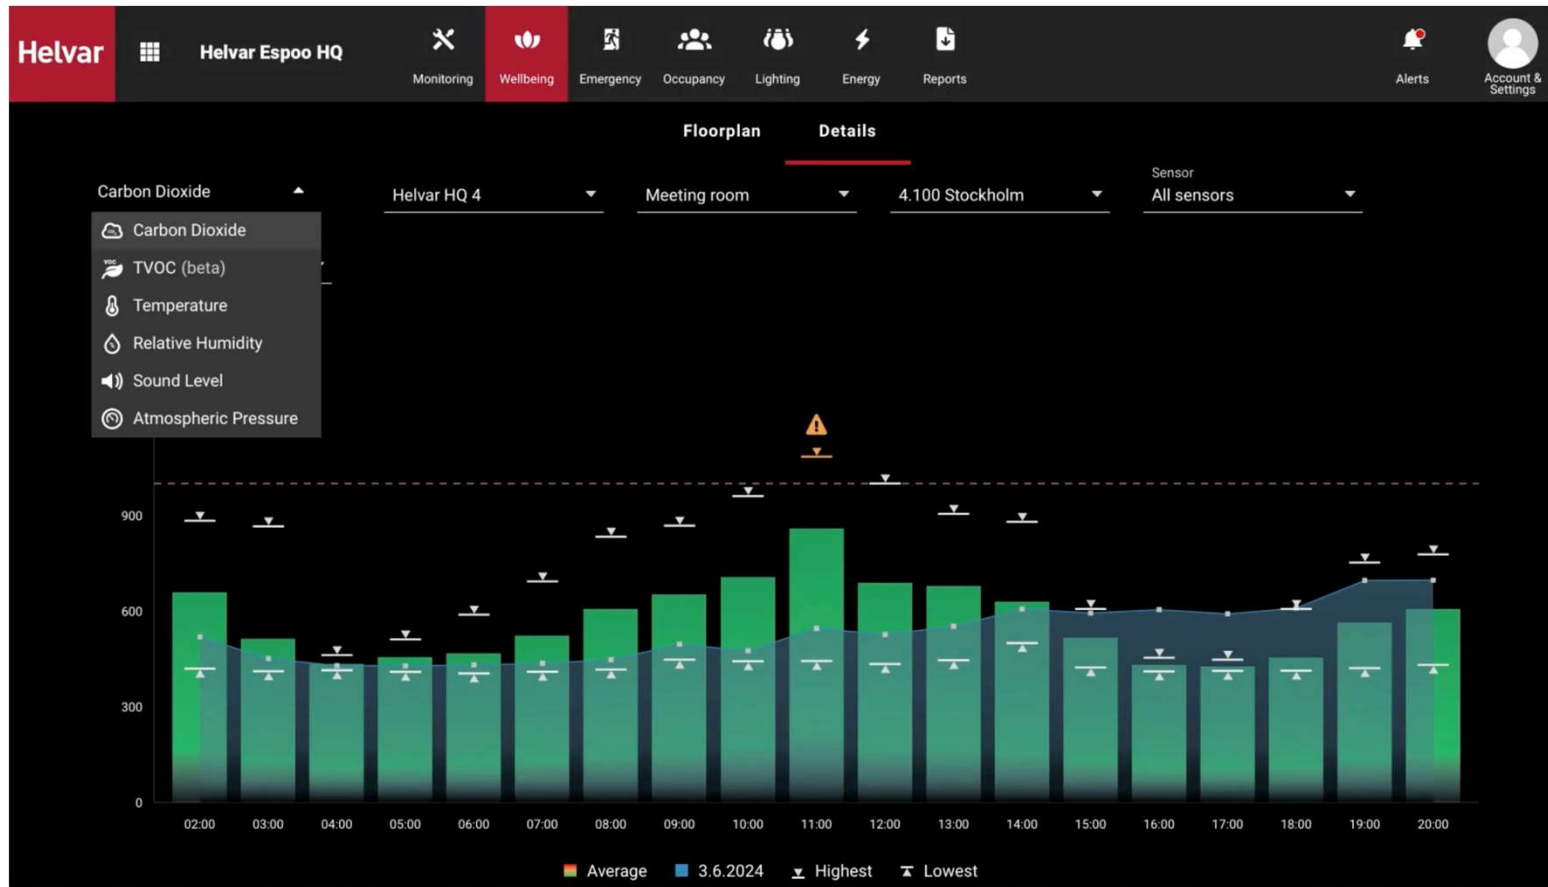 Helvar
Helvar Espoo HQ
Monitoring
Wellbeing
Emergency
Occupancy
Lighting
Energy
Reports
Alerts
Account &
Settings
Floorplan
Details
Carbon Dioxide
Helvar HQ 4
Meeting room
4.100 Stockholm
Sensor
All sensors
Carbon Dioxide
VOC
TVOC (beta)
Temperature
Relative Humidity
Sound Level
Atmospheric Pressure
900
600
300
0
02:00 03:00 04:00 05:00 06:00 07:00 08:00 09:00 10:00 11:00 12:00 13:00 14:00 15:00 16:00 17:00 18:00 19:00 20:00
Average 3.6.2024 Highest Lowest